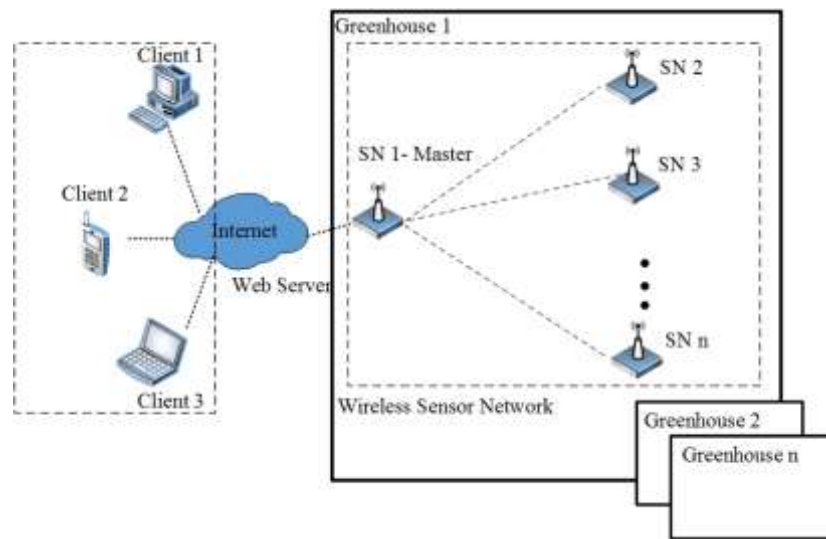 Client 1
Client 2
Client 3
Internet
Web Server
Greenhouse 1
SN 1- Master
SN 2
SN 3
SN n
Wireless Sensor Network
Greenhouse 2
Greenhouse n